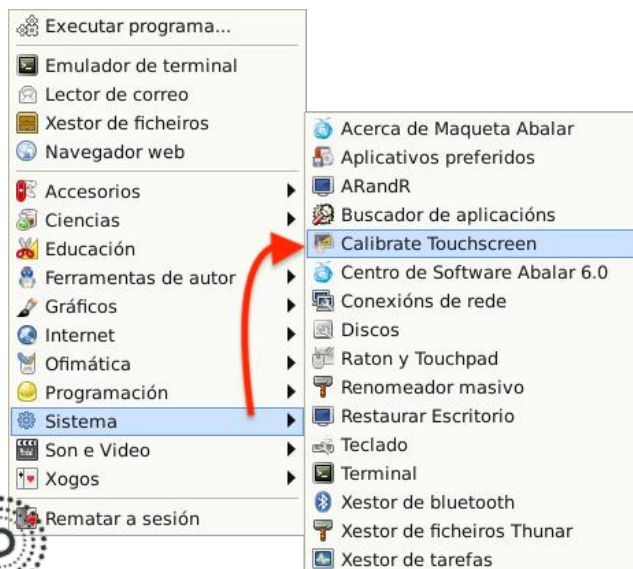 Executar programa...
Emulador de terminal
Lector de correo
Xestor de ficheiros
Navegador web
Accesorios
Ciencias
Educación
Ferramentas de autor
Gráficos
Internet
Ofimática
Programación
Sistema
Son e Video
Xogos
Rematar a sesión
Acerca de Maqueta Abalar
Aplicativos preferidos
ARandR
Buscador de aplicacións
Calibrate Touchscreen
Centro de Software Abalar 6.0
Conexións de rede
Discos
Raton y Touchpad
Renomeador masivo
Restaurar Escritorio
Teclado
Terminal
Xestor de bluetooth
Xestor de ficheiros Thunar
Xestor de tarefas